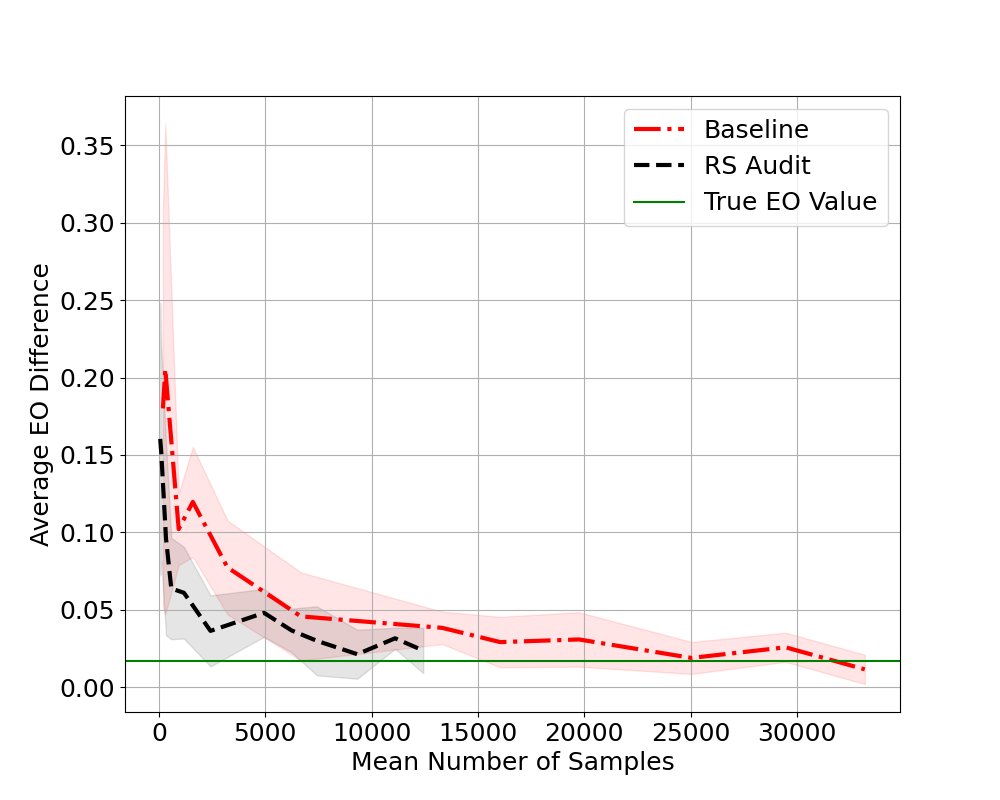 Baseline
RS Audit
True EO Value
Average EO Difference
0.35
0.30
0.25
0.20
0.15
0.10
0.05
0.00
0 5000 10000 15000 20000 25000 30000
Mean Number of Samples